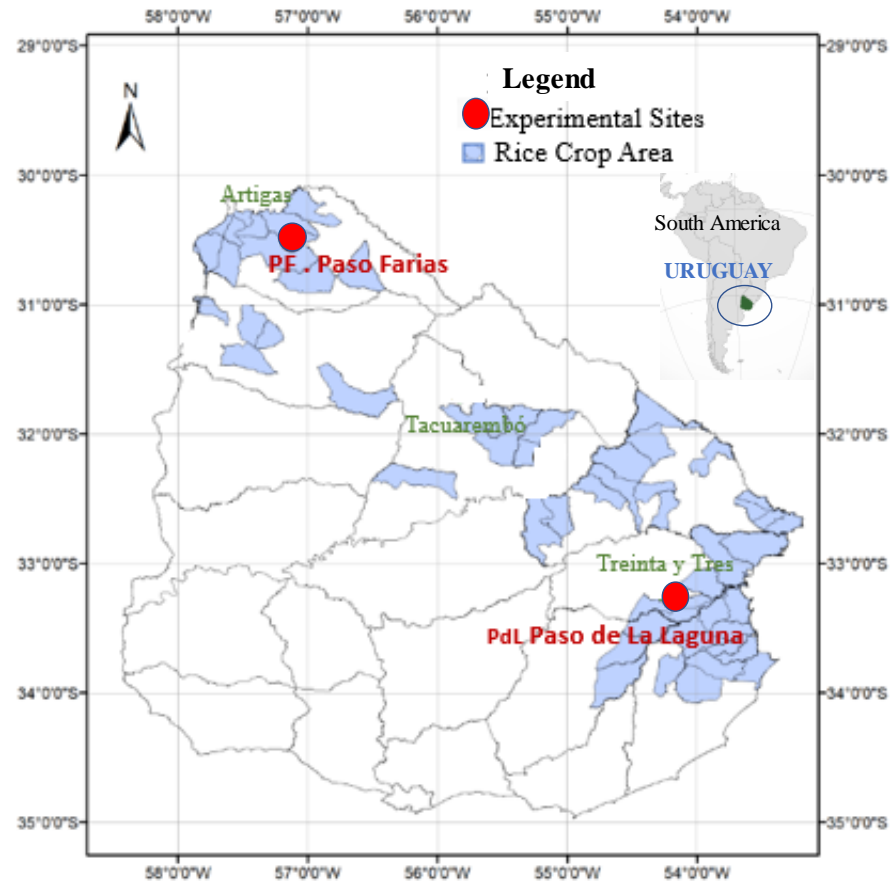 58°0'0"W 57°0'0"W 56°0'0"W 55°0'0"W 54°0'0"W
29°0'0"S 29°0'0"S
N
Legend
Experimental Sites
Rice Crop Area
30°0'0"S 30°0'0"S
Artigas
South America
PF . Paso Farias
URUGUAY
31°0'0"S 31°0'0"S
Tacuarembó
32°0'0"S 32°0'0"S
33°0'0"S 33°0'0"S
Treinta y Tres
PdL Paso de La Laguna
34°0'0"S 34°0'0"S
35°0'0"S 35°0'0"S
58°0'0"W 57°0'0"W 56°0'0"W 55°0'0"W 54°0'0"W